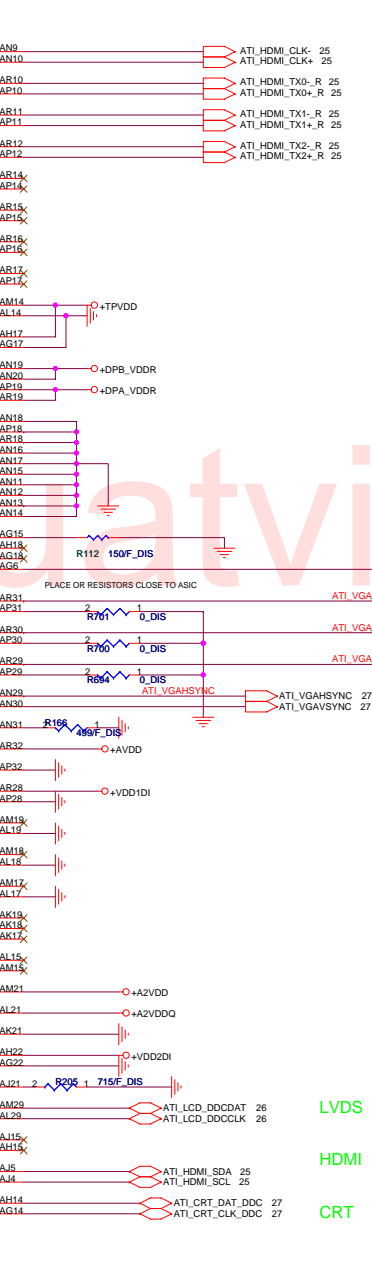 AN9 ATI_HDMI_CLK- 25
AN10 ATI_HDMI_CLK+ 25
AR10 ATI_HDMI_TX0-_R 25
AP10 ATI_HDMI_TX0+_R 25
AR11 ATI_HDMI_TX1-_R 25
AP11 ATI_HDMI_TX1+_R 25
AR12 ATI_HDMI_TX2-_R 25
AP12 ATI_HDMI_TX2+_R 25
AR14
AP14
AR15
AP15
AR16
AP16
AR17
AP17
AM14 +TPVDD
AL14
AH17
AG17
AN19 +DPB_VDDR
AN20
AP19 +DPA_VDDR
AR19
AN18
AP18
AR18
AN16
AN17
AN15
AN11
AN12
AN13
AN14
AG15 R112 150/F_DIS
AH18
AG18
AG6
datvi
PLACE OR RESISTORS CLOSE TO ASIC
AR31 ATI_VGA
AP31 2 R701 1 0_DIS
AR30 ATI_VGA
AP30 2 R700 1 0_DIS
AR29 ATI_VGA
AP29 2 R694 1 0_DIS
AN29 ATI_VGAHSYNC ATI_VGAHSYNC 27
AN30 ATI_VGAVSYNC 27
AN31 2 R166 1 499/F_DIS
AR32 +AVDD
AP32
AR28 +VDD1DI
AP28
AM19
AL19
AM18
AL18
AM17
AL17
AK19
AK18
AK17
AL15
AM15
AM21 +A2VDD
AL21 +A2VDDQ
AK21
AH22 +VDD2DI
AG22
AJ21 2 R205 1 715/F_DIS
AM29 ATI_LCD_DDCDAT 26 LVDS
AL29 ATI_LCD_DDCCLK 26
AJ15
AH15
HDMI
AJ5 ATI_HDMI_SDA 25
AJ4 ATI_HDMI_SCL 25
AH14 ATI_CRT_DAT_DDC 27
AG14 ATI_CRT_CLK_DDC 27 CRT